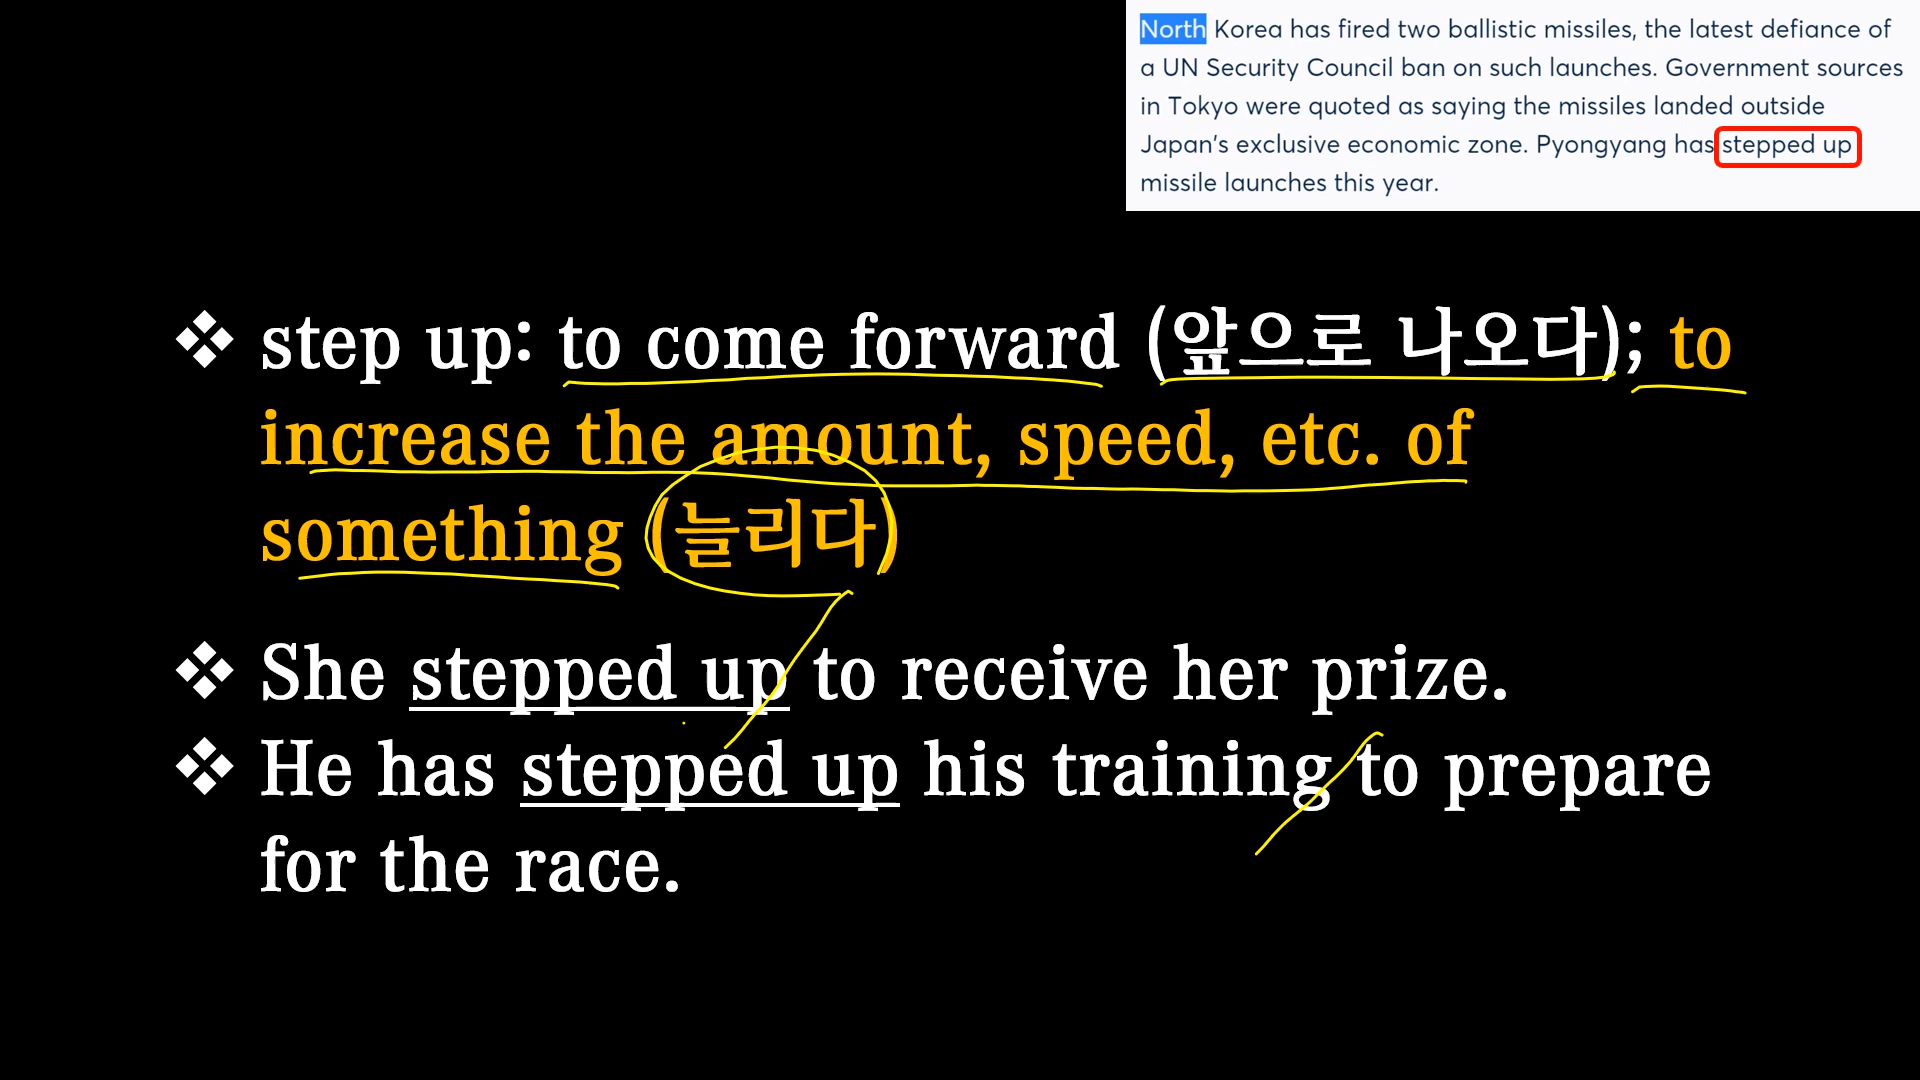 North Korea has fired two ballistic missiles, the latest defiance of
a UN Security Council ban on such launches. Government sources
in Tokyo were quoted as saying the missiles landed outside
Japan's exclusive economic zone. Pyongyang has stepped up
missile launches this year.
❖ step up: to come forward (앞으로 나오다); to
increase the amount, speed, etc. of
something (늘리다)
❖ She stepped up to receive her prize.
❖ He has stepped up his training to prepare
for the race.